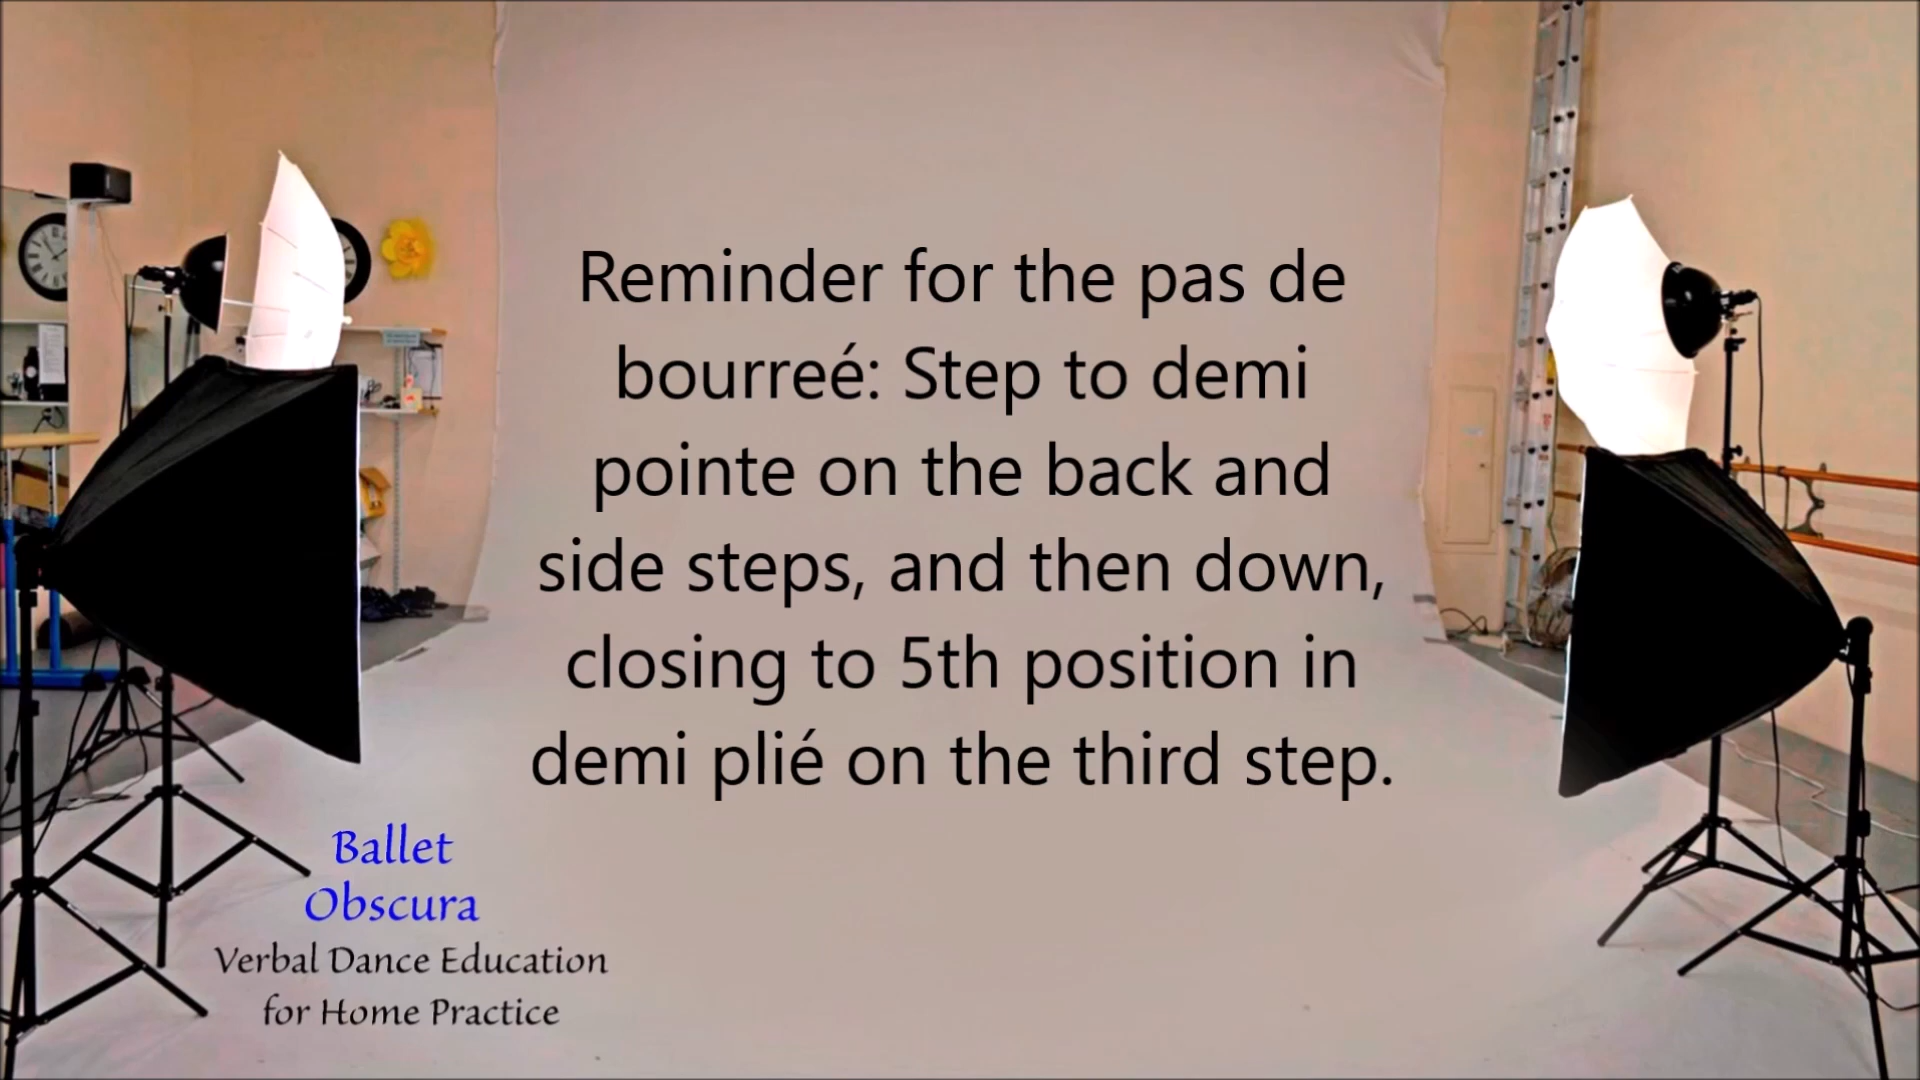 Reminder for the pas de
bourreé: Step to demi
pointe on the back and
side steps, and then down,
closing to 5th position in
demi plié on the third step.
Ballet
Obscura
Verbal Dance Education
for Home Practice